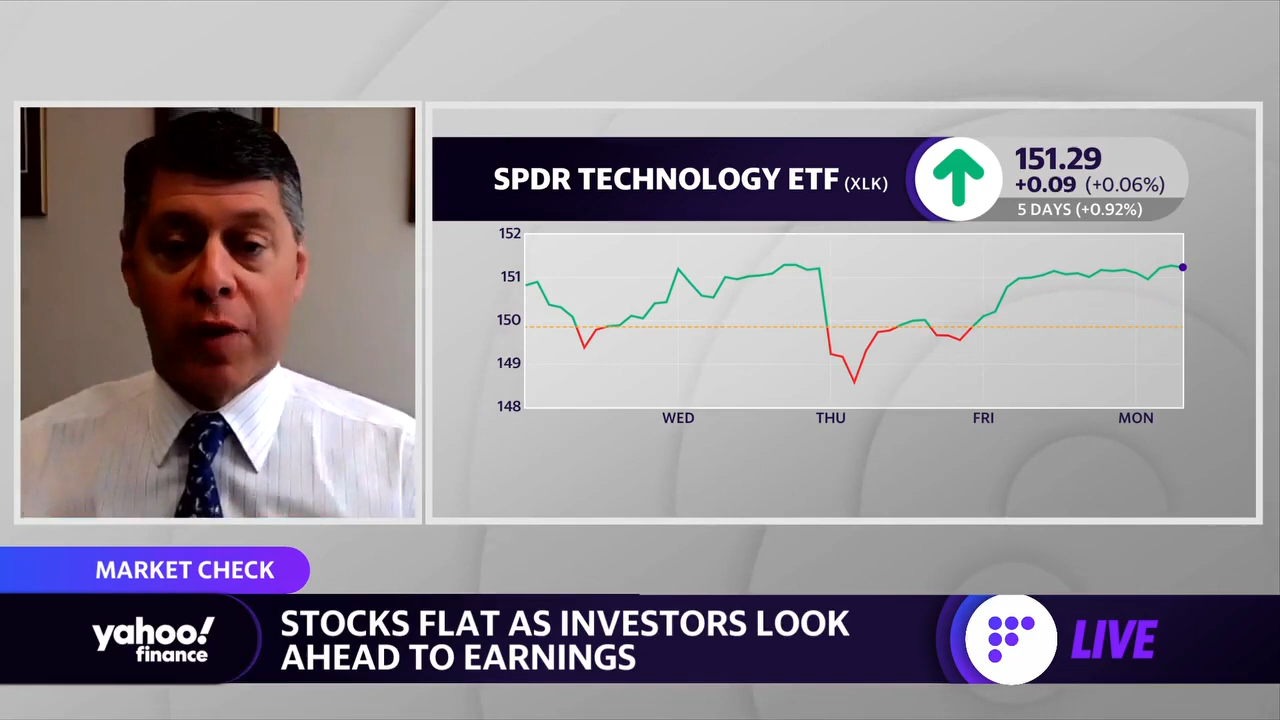 SPDR TECHNOLOGY ETF (XLK)
151.29
+0.09 (+0.06%)
5 DAYS (+0.92%)
152
151
150
149
148
WED THU FRI MON
MARKET CHECK
yahoo!
finance
STOCKS FLAT AS INVESTORS LOOK
AHEAD TO EARNINGS
LIVE